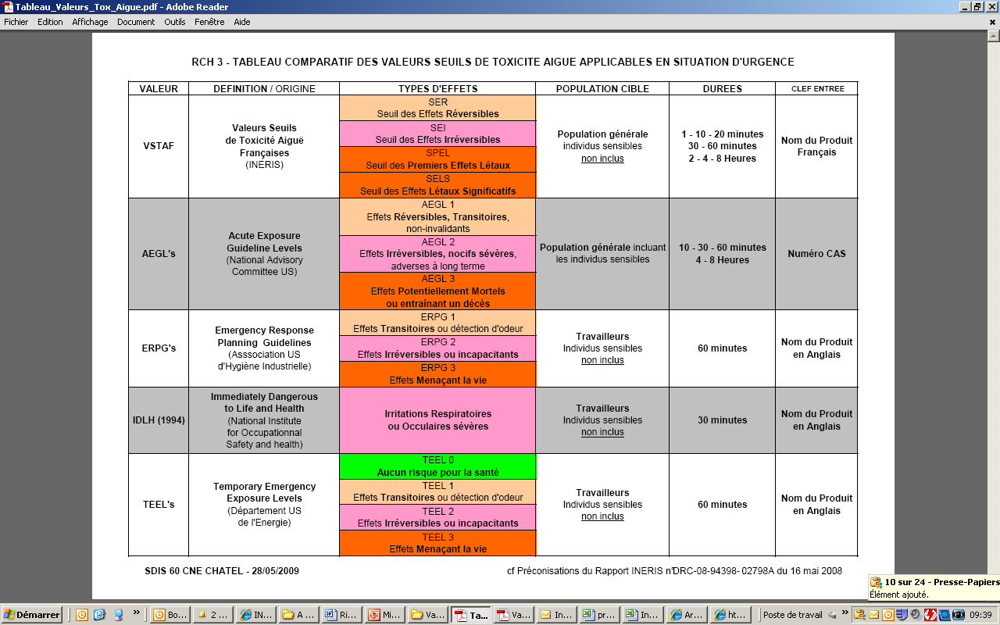 Tableau_Valeurs_Tox_Aigue.pdf - Adobe Reader
Fichier Edition Affichage Document Outils Fenêtre Aide
RCH 3 - TABLEAU COMPARATIF DES VALEURS SEUILS DE TOXICITE AIGUE APPLICABLES EN SITUATION D'URGENCE
VALEUR DEFINITION / ORIGINE TYPES D'EFFETS POPULATION CIBLE DUREES CLEF ENTREE
VSTAF
Valeurs Seuils
de Toxicité Aiguë
Françaises
(INERIS)
SER
Seuil des Effets Réversibles
SEI
Seuil des Effets Irréversibles
SPEL
Seuil des Premiers Effets Létaux
SELS
Seuil des Effets Létaux Significatifs
Population générale
individus sensibles
non inclus
1 - 10 - 20 minutes
30 - 60 minutes
2 - 4 - 8 Heures
Nom du Produit
Français
AEGL's
Acute Exposure
Guideline Levels
(National Advisory
Committee US)
AEGL 1
Effets Réversibles, Transitoires,
non-invalidants
AEGL 2
Effets Irréversibles, nocifs sévères,
adverses à long terme
AEGL 3
Effets Potentiellement Mortels
ou entraînant un décès
Population générale incluant
les individus sensibles
10 - 30 - 60 minutes
4 - 8 Heures
Numéro CAS
ERPG's
Emergency Response
Planning Guidelines
(Asssociation US
d'Hygiène Industrielle)
ERPG 1
Effets Transitoires ou détection d'odeur
ERPG 2
Effets Irréversibles ou incapacitants
ERPG 3
Effets Menaçant la vie
Travailleurs
Individus sensibles
non inclus
60 minutes
Nom du Produit
en Anglais
IDLH (1994)
Immediately Dangerous
to Life and Health
(National Institute
for Occupationnal
Safety and health)
Irritations Respiratoires
ou Occulaires sévères
Travailleurs
Individus sensibles
non inclus
30 minutes
Nom du Produit
en Anglais
TEEL's
Temporary Emergency
Exposure Levels
(Département US
de l'Energie)
TEEL 0
Aucun risque pour la santé
TEEL 1
Effets Transitoires ou détection d'odeur
TEEL 2
Effets Irréversibles ou incapacitants
TEEL 3
Effets Menaçant la vie
Travailleurs
Individus sensibles
non inclus
60 minutes
Nom du Produit
en Anglais
SDIS 60 CNE CHATEL - 28/05/2009
cf Préconisations du Rapport INERIS n°DRC-08-94398- 02798A du 16 mai 2008
10 sur 24 - Presse-Papiers
Élément ajouté.
Démarrer » Bo... 2 ... IN... A ... Ri... Mi... Va... Ta... Va... In... pr... In... Ar... ht... Poste de travail » 09:39